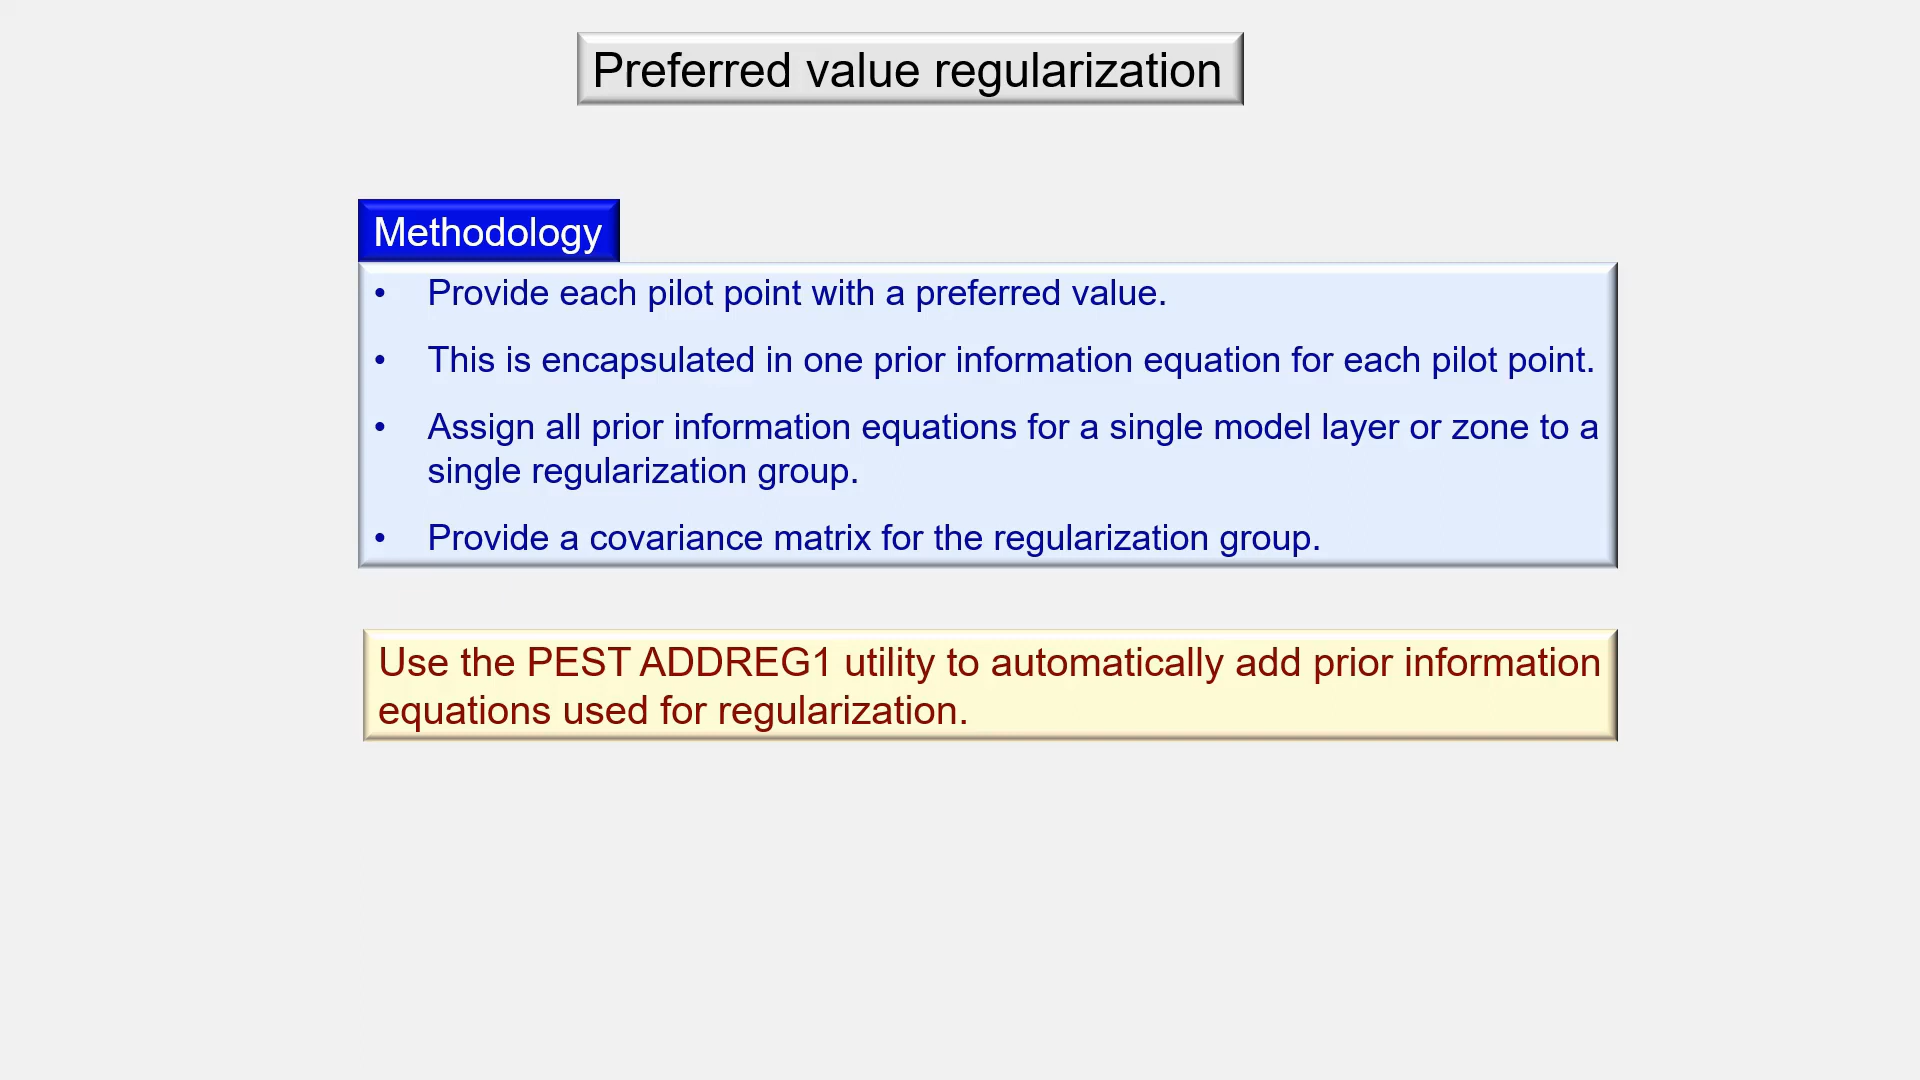 Preferred value regularization
Methodology
• Provide each pilot point with a preferred value.
• This is encapsulated in one prior information equation for each pilot point.
• Assign all prior information equations for a single model layer or zone to a
single regularization group.
• Provide a covariance matrix for the regularization group.
Use the PEST ADDREG1 utility to automatically add prior information
equations used for regularization.